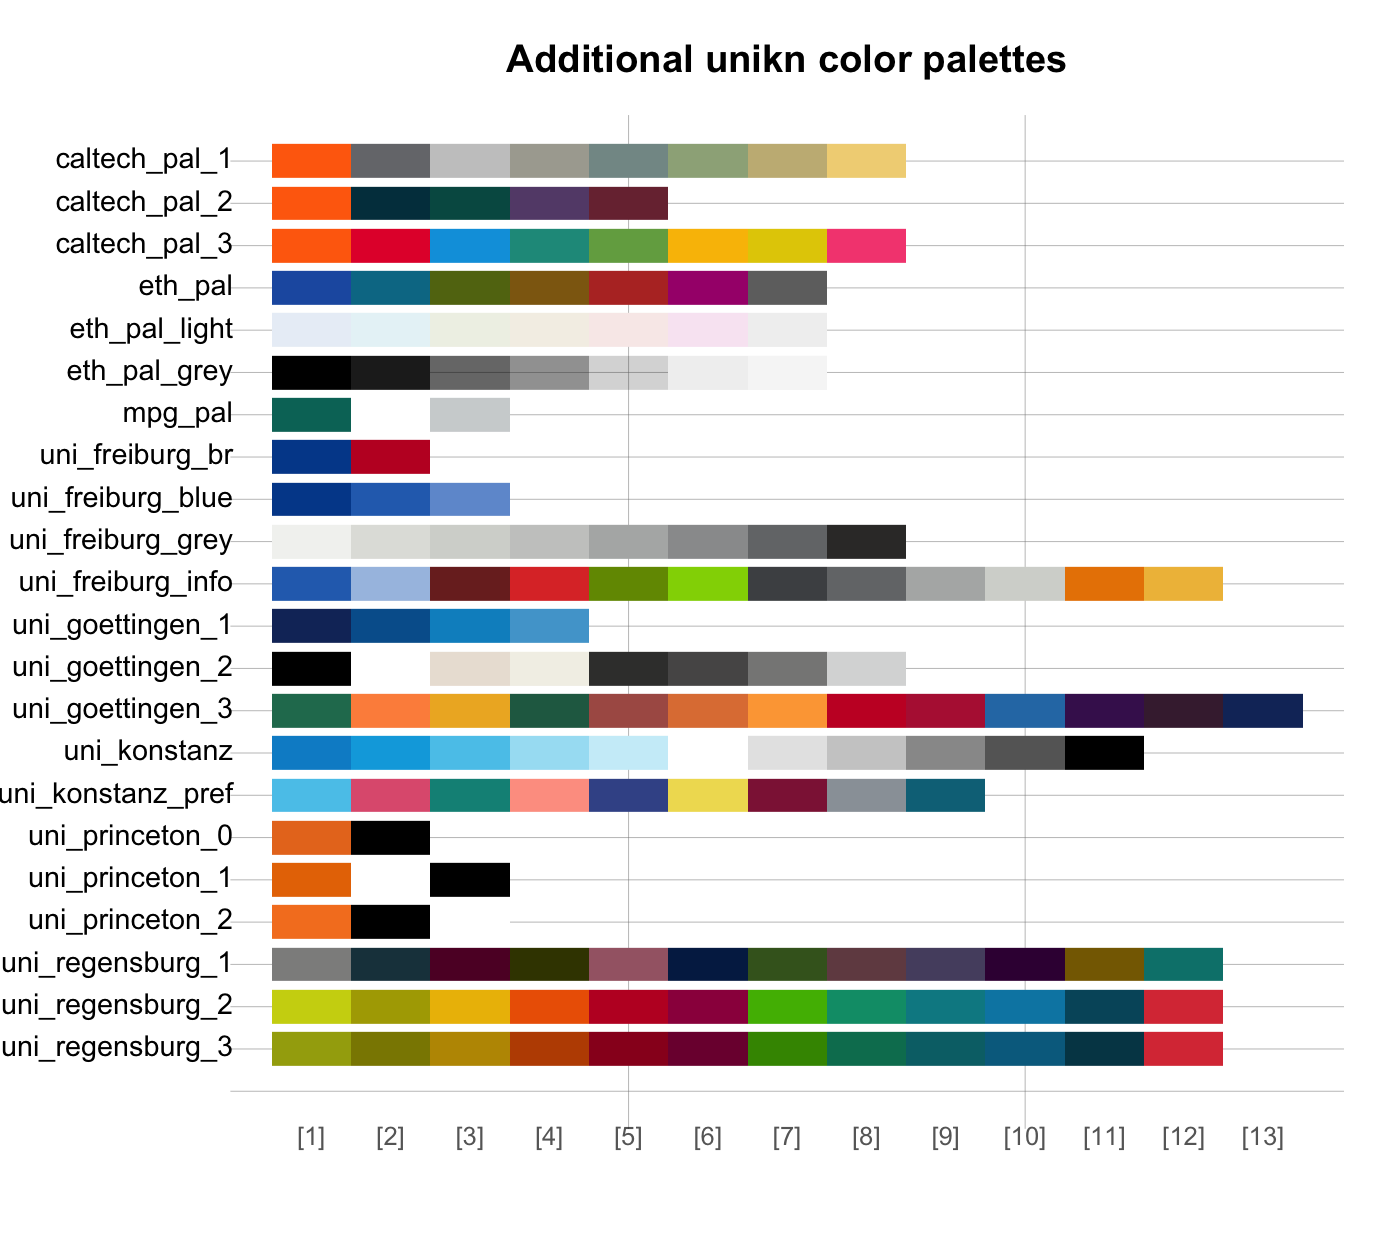 Additional unikn color palettes
caltech_pal_1
caltech_pal_2
caltech_pal_3
eth_pal
eth_pal_light
eth_pal_grey
mpg_pal
uni_freiburg_br
uni_freiburg_blue
uni_freiburg_grey
uni_freiburg_info
uni_goettingen_1
uni_goettingen_2
uni_goettingen_3
uni_konstanz
uni_konstanz_pref
uni_princeton_0
uni_princeton_1
uni_princeton_2
uni_regensburg_1
uni_regensburg_2
uni_regensburg_3
[1] [2] [3] [4] [5] [6] [7] [8] [9] [10] [11] [12] [13]